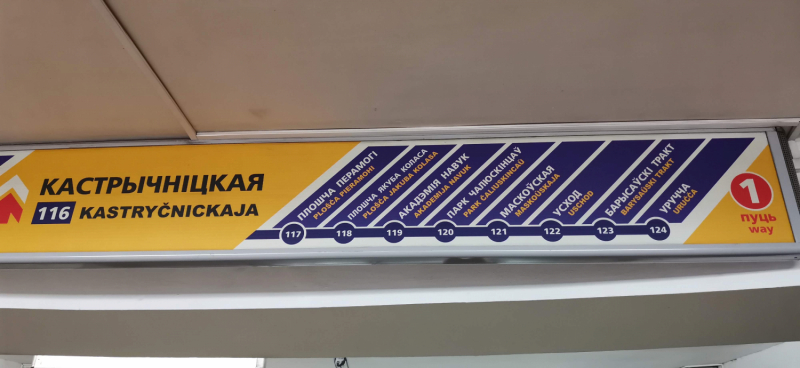 КАСТРЫЧНІЦКАЯ
116 KASTRYČNICKAJA
ПЛОШЧА ПЕРАМОГІ
PLOŠČA PIERAMOHI
117
ПЛОШЧА ЯКУБА КОЛАСА
PLOŠČA JAKUBA KOLASA
118
АКАДЭМІЯ НАВУК
AKADEMIJA NAVUK
119
ПАРК ЧАЛЮСКІНЦАЎ
PARK ČALIUSKINCAŬ
120
МАСКОЎСКАЯ
MASKOŬSKAJA
121
УСХОД
USCHOD
122
БАРЫСАЎСКІ ТРАКТ
BARYSAŬSKI TRAKT
123
УРУЧЧА
URUČČA
124
1
пуць
way